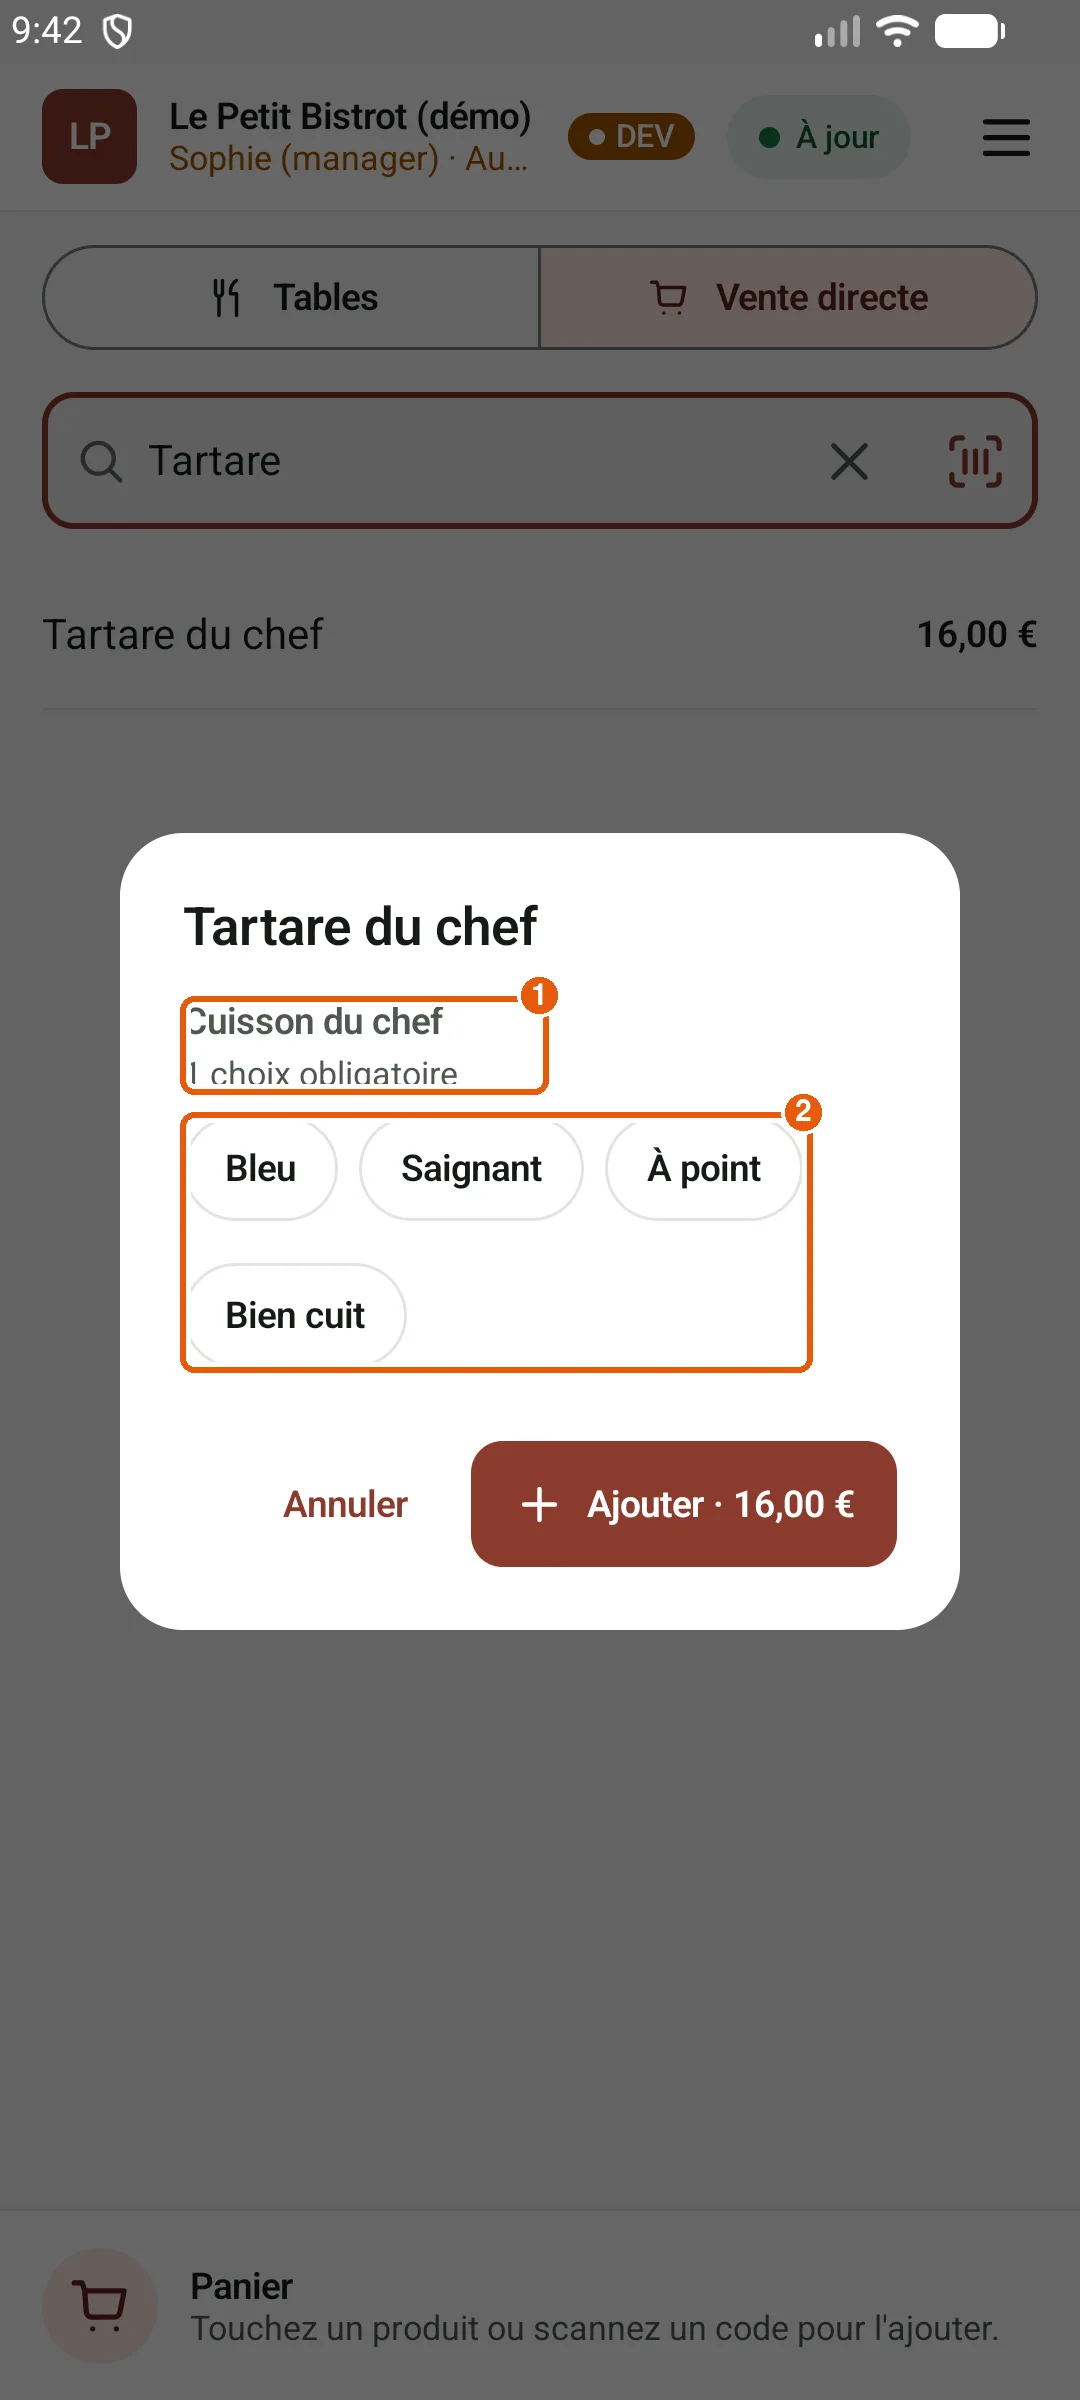 9:42
LP
Le Petit Bistrot (démo)
Sophie (manager) · Au...
DEV
À jour
Tables
Vente directe
Tartare
Tartare du chef
16,00 €
Tartare du chef
1
Cuisson du chef
1 choix obligatoire
2
Bleu
Saignant
À point
Bien cuit
Annuler
Ajouter · 16,00 €
Panier
Touchez un produit ou scannez un code pour l'ajouter.